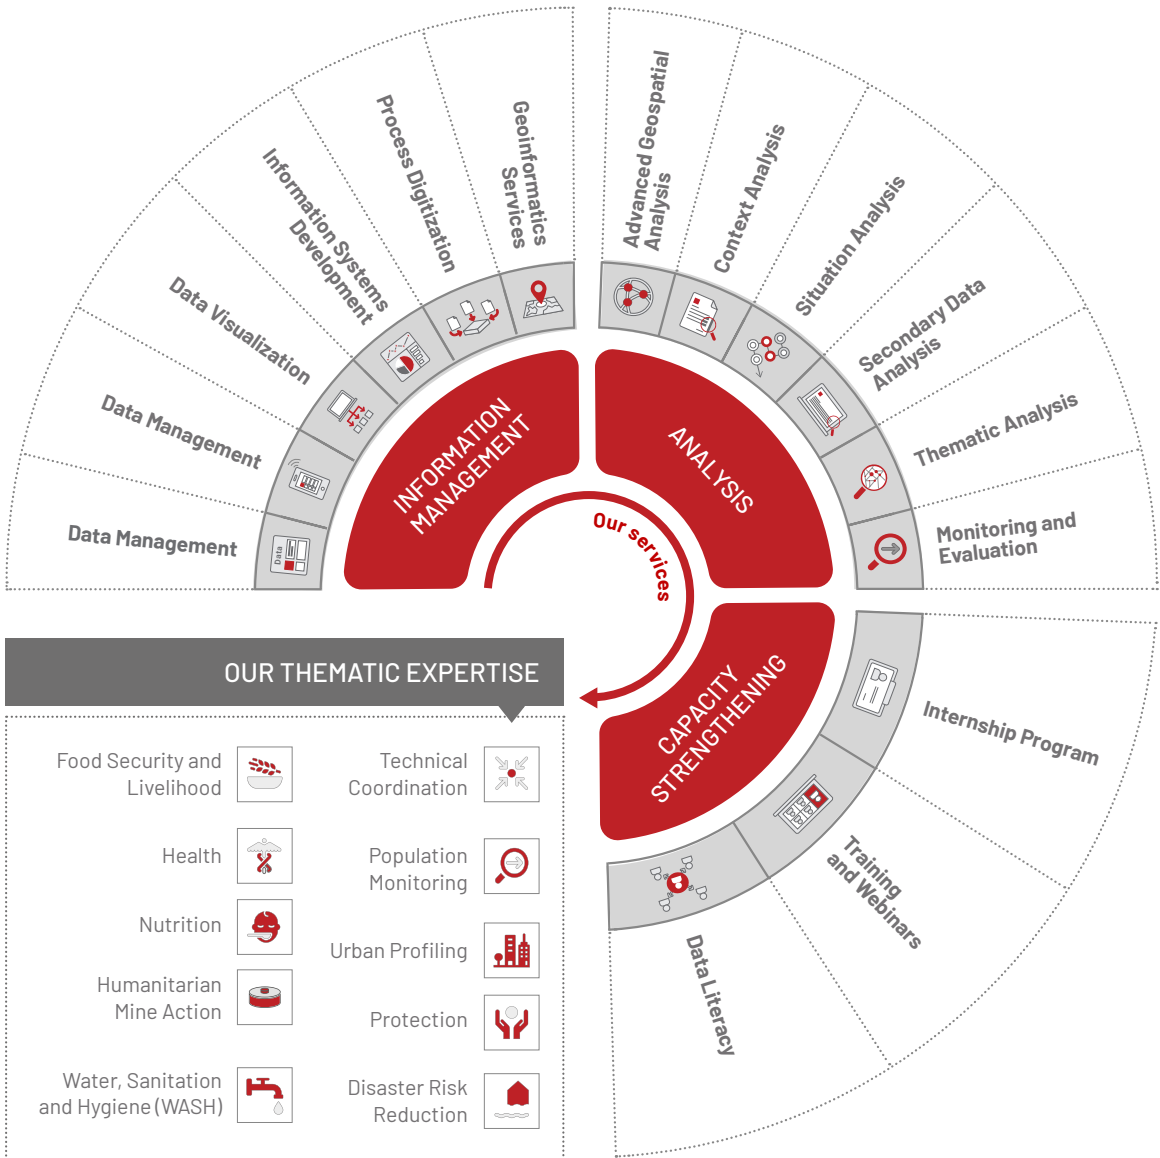 Data Management
Data Management
Data Visualization
Information Systems
Development
Process Digitization
Geoinformatics
Services
Advanced Geospatial
Analysis
Context Analysis
Situation Analysis
Secondary Data
Analysis
Thematic Analysis
Monitoring and
Evaluation
Data
INFORMATION
MANAGEMENT
ANALYSIS
Our services
CAPACITY
STRENGTHENING
Internship Program
Training
and Webinars
Data Literacy
OUR THEMATIC EXPERTISE
Food Security and
Livelihood
Health
Nutrition
Humanitarian
Mine Action
Water, Sanitation
and Hygiene (WASH)
Technical
Coordination
Population
Monitoring
Urban Profiling
Protection
Disaster Risk
Reduction